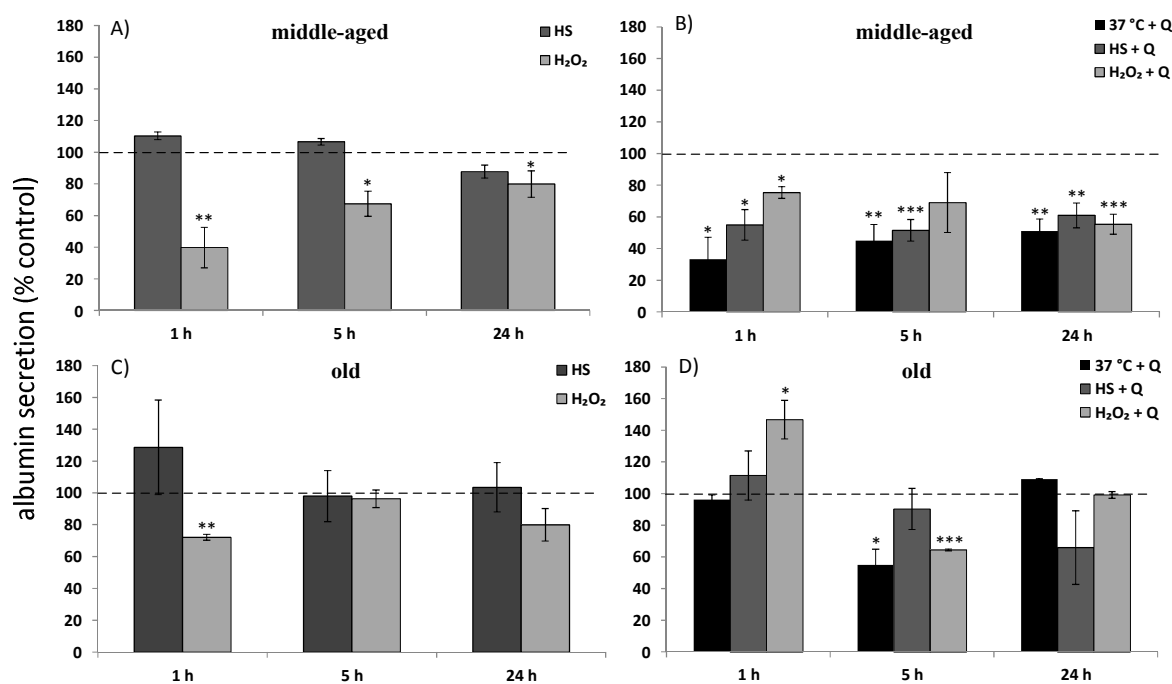 albumin secretion (% control)
A)
middle-aged
HS
H₂O₂
180
160
140
120
100
80
60
40
20
0
**
*
*
1 h
5 h
24 h
B)
middle-aged
37 °C + Q
HS + Q
H₂O₂ + Q
180
160
140
120
100
80
60
40
20
0
*
*
*
**
***
**
**
***
1 h
5 h
24 h
C)
old
HS
H₂O₂
180
160
140
120
100
80
60
40
20
0
**
1 h
5 h
24 h
D)
old
37 °C + Q
HS + Q
H₂O₂ + Q
180
160
140
120
100
80
60
40
20
0
*
*
***
1 h
5 h
24 h